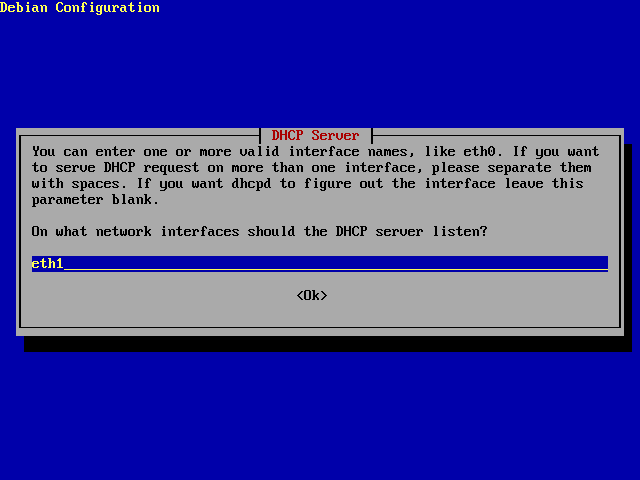 Debian Configuration
DHCP Server
You can enter one or more valid interface names, like eth0. If you want
to serve DHCP request on more than one interface, please separate them
with spaces. If you want dhcpd to figure out the interface leave this
parameter blank.
On what network interfaces should the DHCP server listen?
eth1
<Ok>